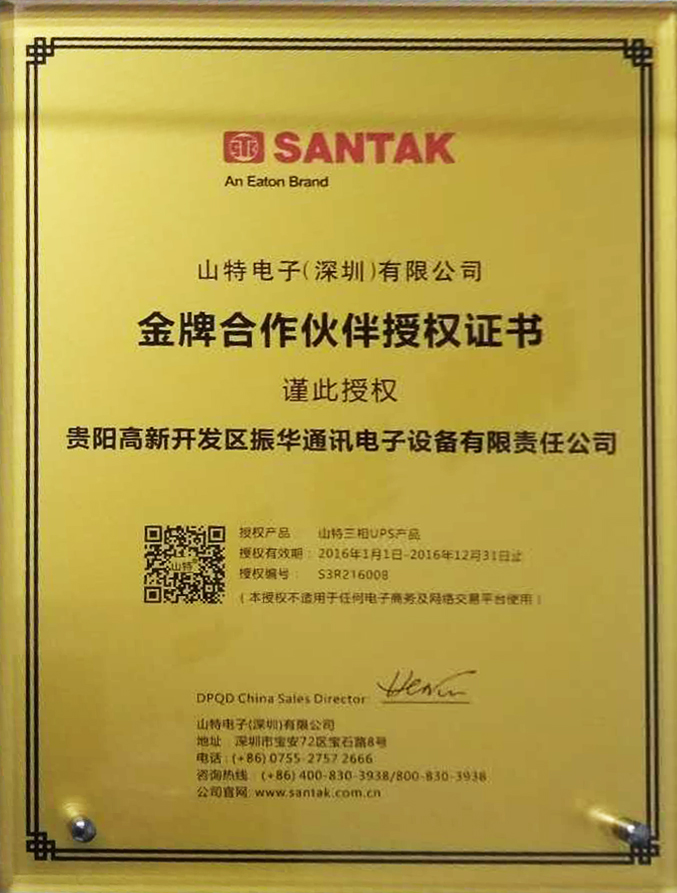 SANTAK
An Eaton Brand
山特电子(深圳)有限公司
金牌合作伙伴授权证书
谨此授权
贵阳高新开发区振华通讯电子设备有限责任公司
山特
授权产品: 山特三相UPS产品
授权有效期: 2016年1月1日-2016年12月31日止
授权编号: S3R216008
(本授权不适用于任何电子商务及网络交易平台使用)
DPQD China Sales Director:
山特电子(深圳)有限公司
地址: 深圳市宝安72区宝石路8号
电话: (+86) 0755-2757 2666
咨询热线: (+86) 400-830-3938/800-830-3938
公司官网: www.santak.com.cn